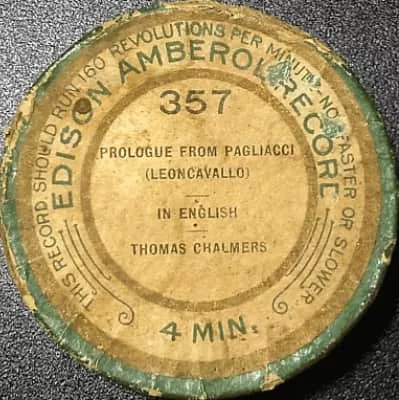 THIS RECORD SHOULD RUN 160 REVOLUTIONS PER MINUTE-NO FASTER OR SLOWER.
EDISON AMBEROL RECORD
357
PROLOGUE FROM PAGLIACCI
(LEONCAVALLO)
IN ENGLISH
THOMAS CHALMERS
4 MIN.